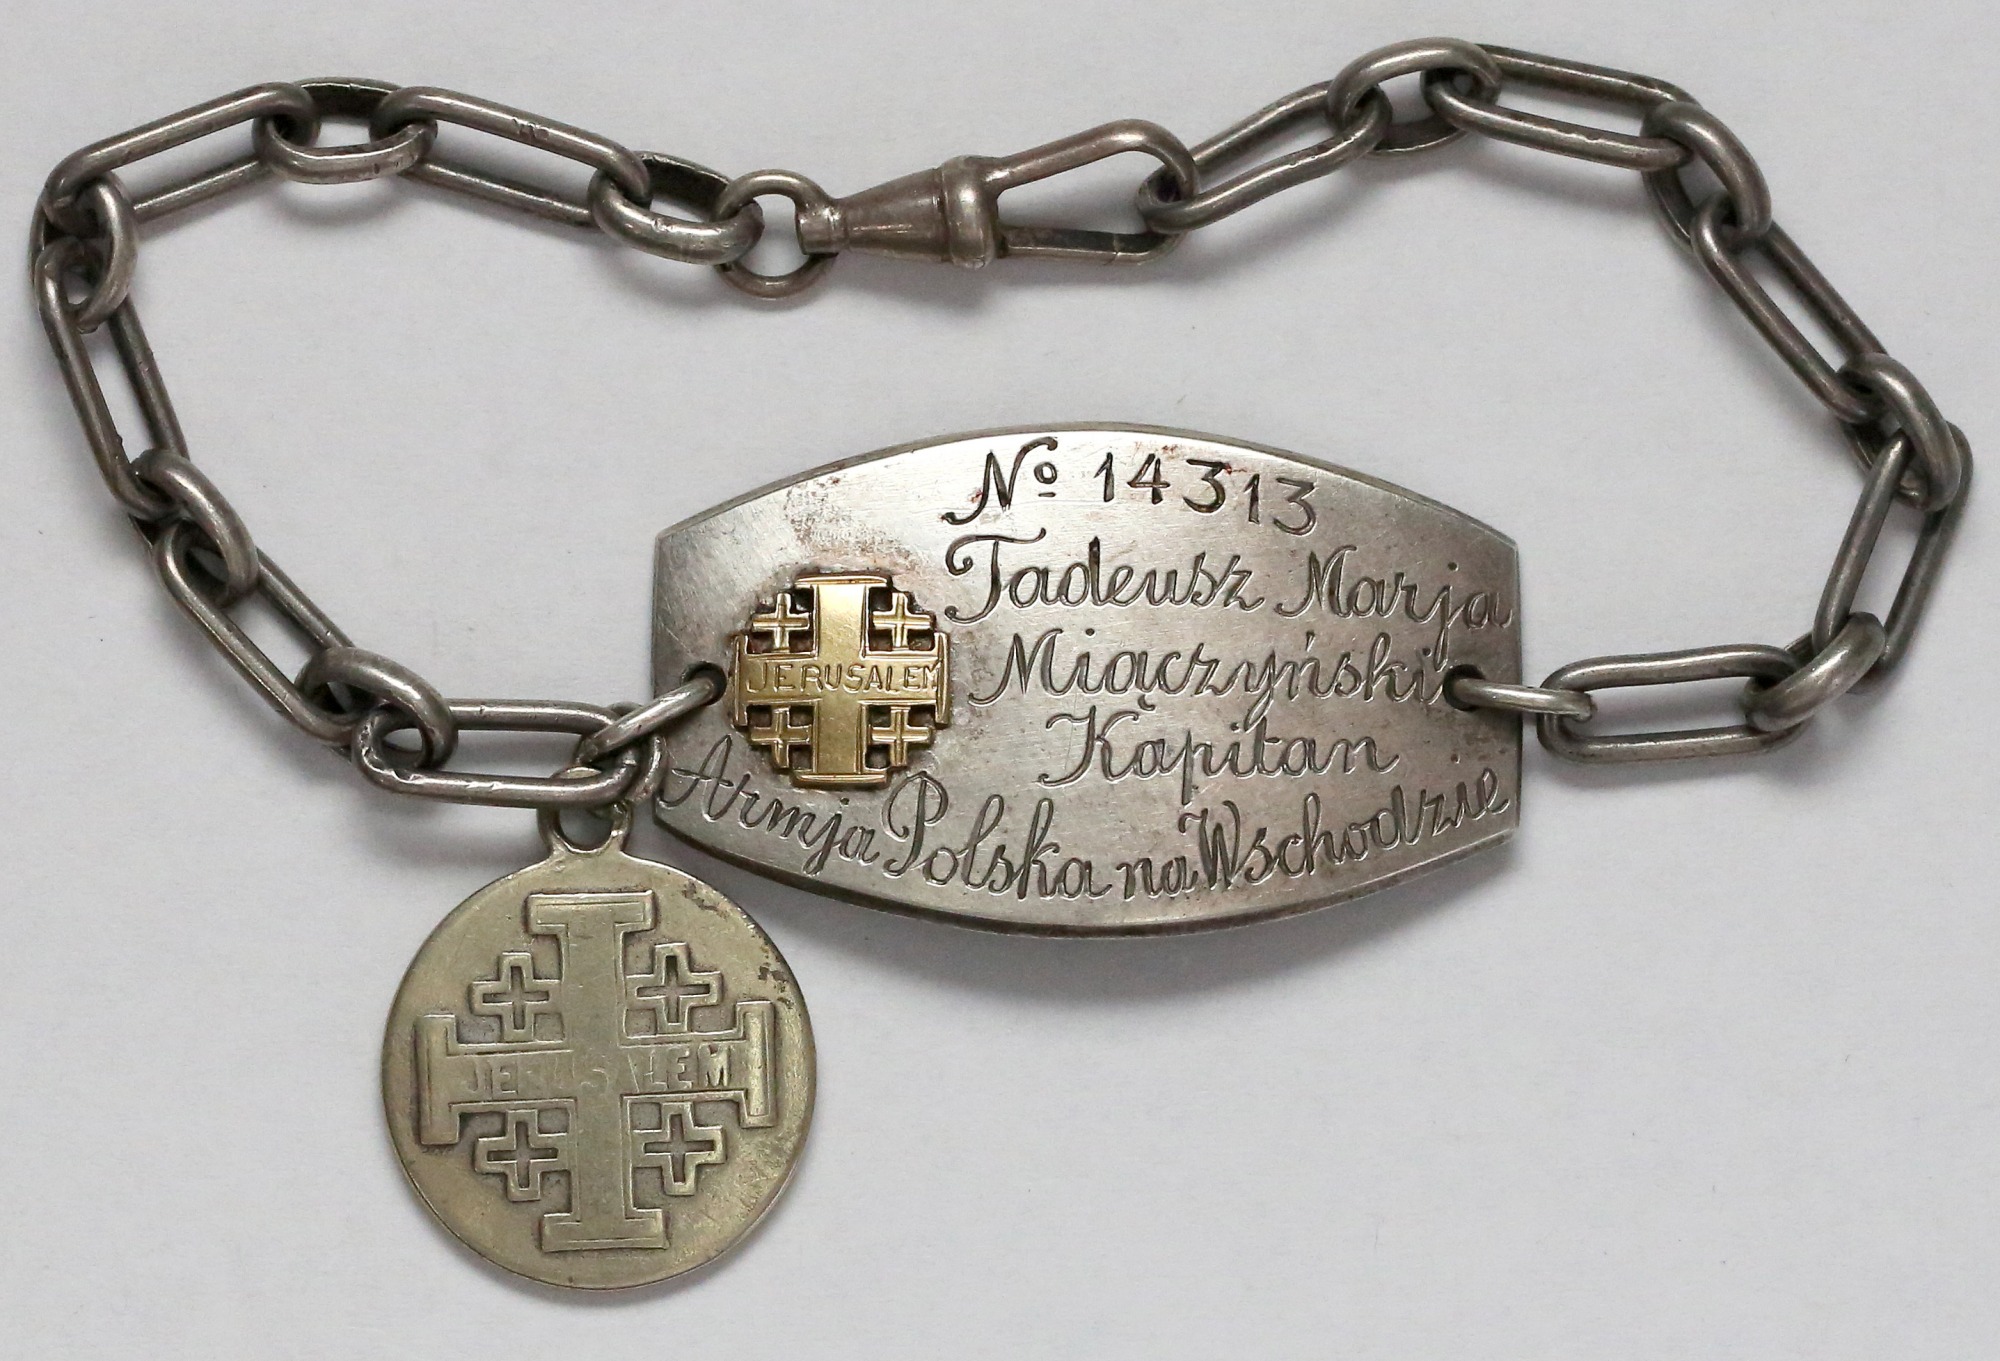 Nº 14313
Tadeusz Marja
Miączyński
Kapitan
Armja Polska na Wschodzie
JERUSALEM
JERUSALEM